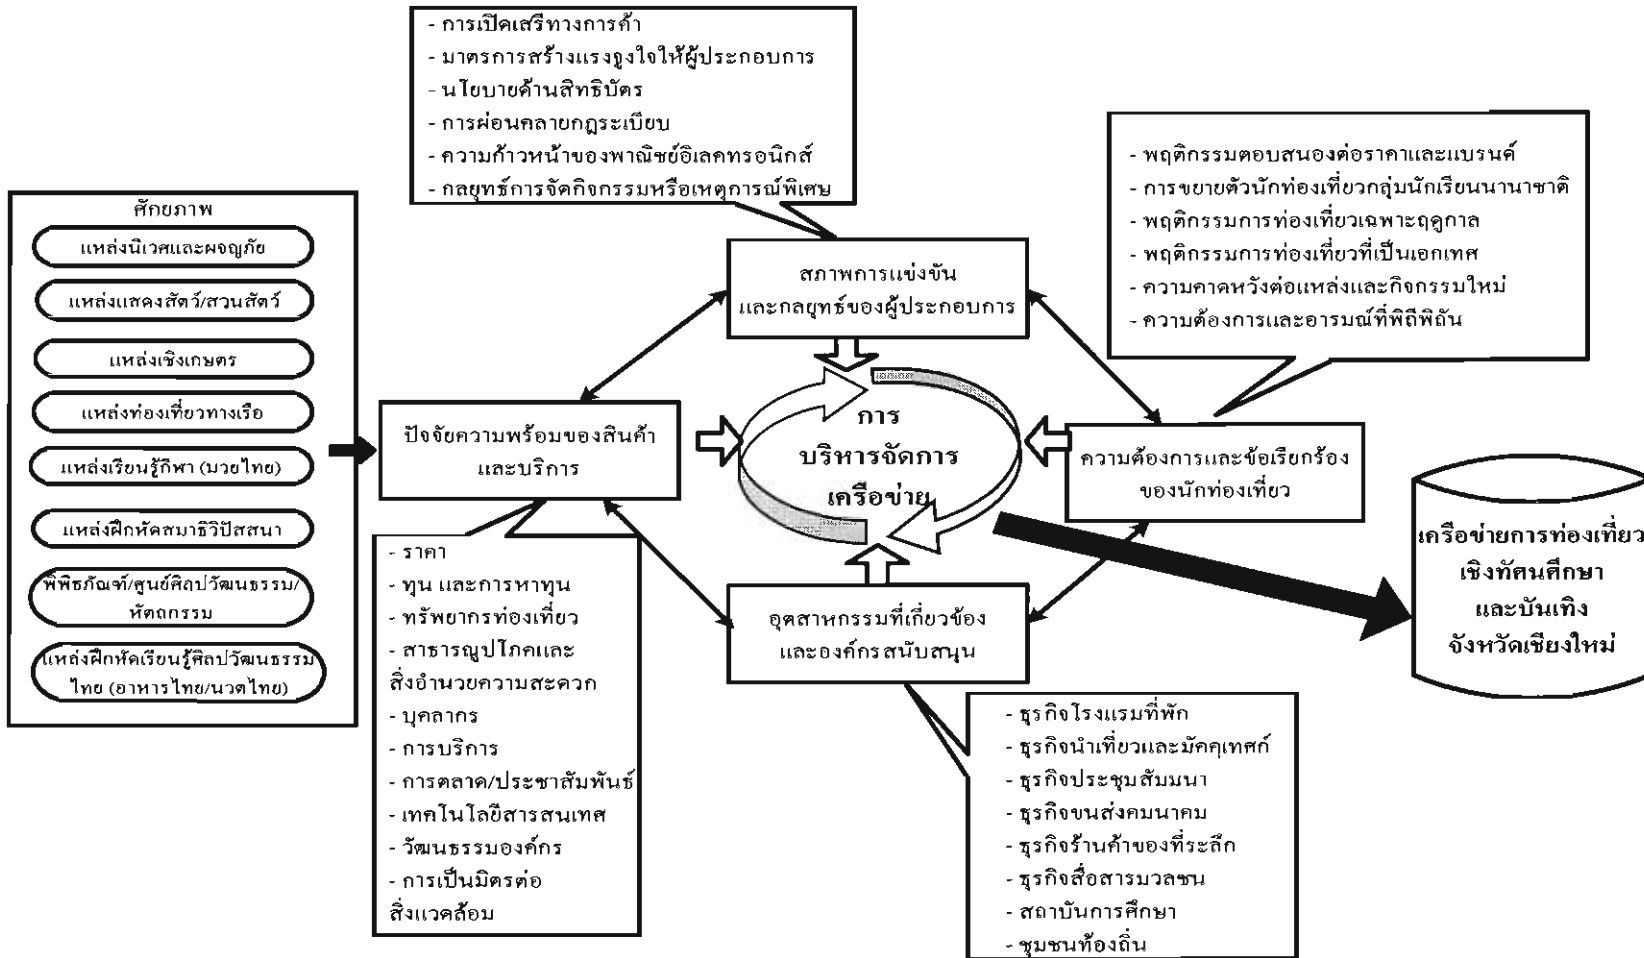 - การเปิดเสรีทางการค้า
- มาตรการสร้างแรงจูงใจให้ผู้ประกอบการ
- นโยบายด้านสิทธิบัตร
- การผ่อนคลายกฎระเบียบ
- ความก้าวหน้าของพาณิชย์อิเลคทรอนิกส์
- กลยุทธ์การจัดกิจกรรมหรือเหตุการณ์พิเศษ
- พฤติกรรมตอบสนองต่อราคาและแบรนด์
- การขยายตัวนักท่องเที่ยวกลุ่มนักเรียนนานาชาติ
- พฤติกรรมการท่องเที่ยวเฉพาะฤดูกาล
- พฤติกรรมการท่องเที่ยวที่เป็นเอกเทศ
- ความคาดหวังต่อแหล่งและกิจกรรมใหม่
- ความต้องการและอารมณ์ที่พิถีพิถัน
ศักยภาพ
แหล่งนิเวศและผจญภัย
แหล่งแสดงสัตว์/สวนสัตว์
แหล่งเชิงเกษตร
แหล่งท่องเที่ยวทางเรือ
แหล่งเรียนรู้กีฬา (มวยไทย)
แหล่งฝึกหัดสมาธิวิปัสสนา
พิพิธภัณฑ์/ศูนย์ศิลปวัฒนธรรม/
หัตถกรรม
แหล่งฝึกหัดเรียนรู้ศิลปวัฒนธรรม
ไทย (อาหารไทย/นวดไทย)
สภาพการแข่งขัน
และกลยุทธ์ของผู้ประกอบการ
ปัจจัยความพร้อมของสินค้า
และบริการ
การ
บริหารจัดการ
เครือข่าย
ความต้องการและข้อเรียกร้อง
ของนักท่องเที่ยว
อุตสาหกรรมที่เกี่ยวข้อง
และองค์กรสนับสนุน
เครือข่ายการท่องเที่ยว
เชิงทัศนศึกษา
และบันเทิง
จังหวัดเชียงใหม่
- ราคา
- ทุน และการหาทุน
- ทรัพยากรท่องเที่ยว
- สาธารณูปโภคและ
สิ่งอำนวยความสะดวก
- บุคลากร
- การบริการ
- การตลาด/ประชาสัมพันธ์
- เทคโนโลยีสารสนเทศ
- วัฒนธรรมองค์กร
- การเป็นมิตรต่อ
สิ่งแวดล้อม
- ธุรกิจโรงแรมที่พัก
- ธุรกิจนำเที่ยวและมัคคุเทศก์
- ธุรกิจประชุมสัมมนา
- ธุรกิจขนส่งคมนาคม
- ธุรกิจร้านค้าของที่ระลึก
- ธุรกิจสื่อสารมวลชน
- สถาบันการศึกษา
- ชุมชนท้องถิ่น